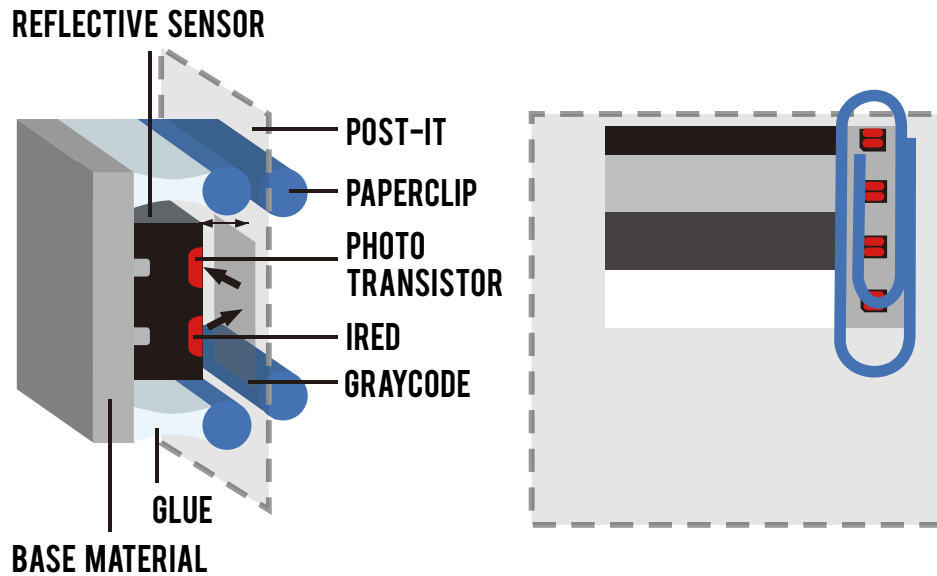 REFLECTIVE SENSOR
POST-IT
PAPERCLIP
PHOTO
TRANSISTOR
IRED
GRAYCODE
GLUE
BASE MATERIAL